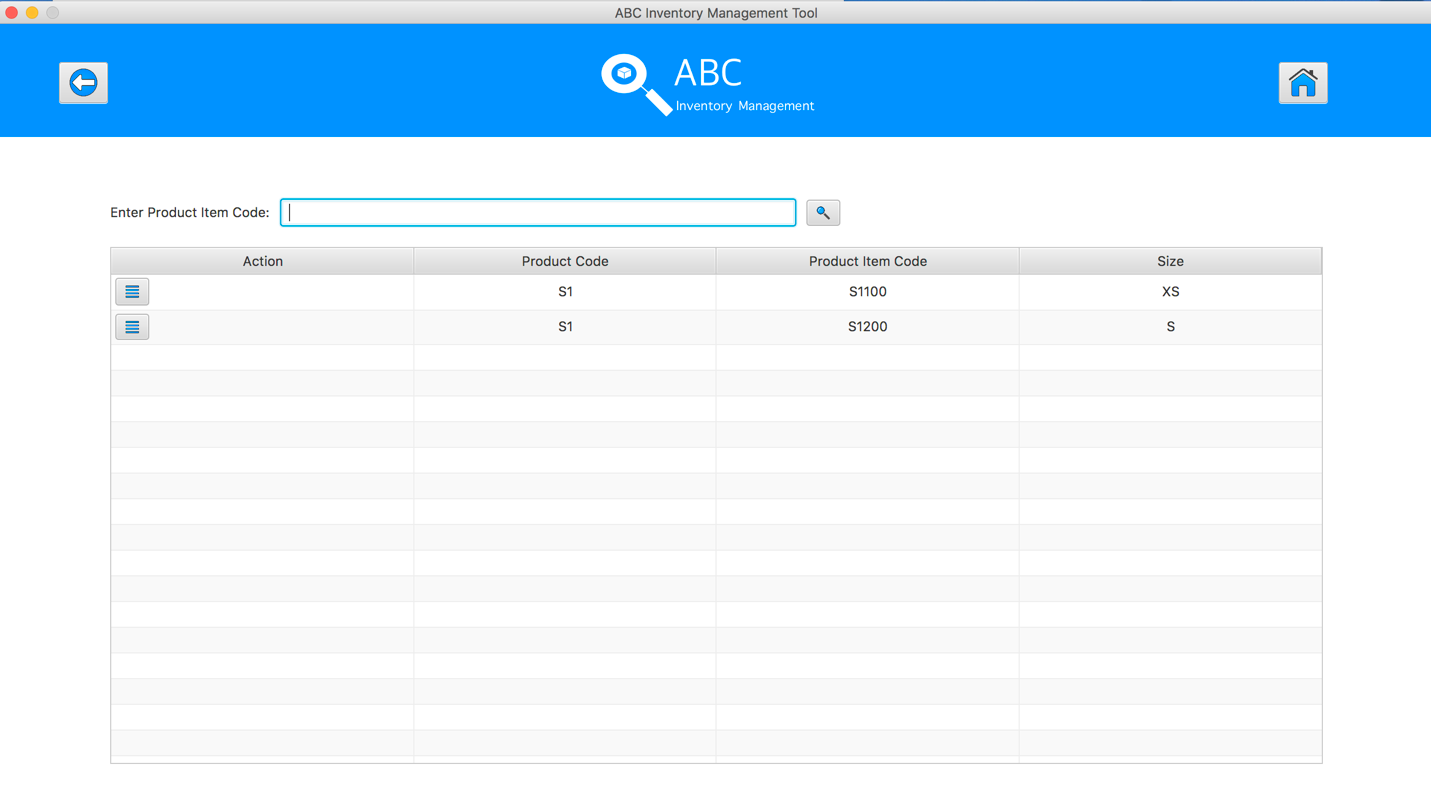 ABC Inventory Management Tool
ABC
Inventory Management
Enter Product Item Code:
Action Product Code Product Item Code Size
S1 S1100 XS
S1 S1200 S